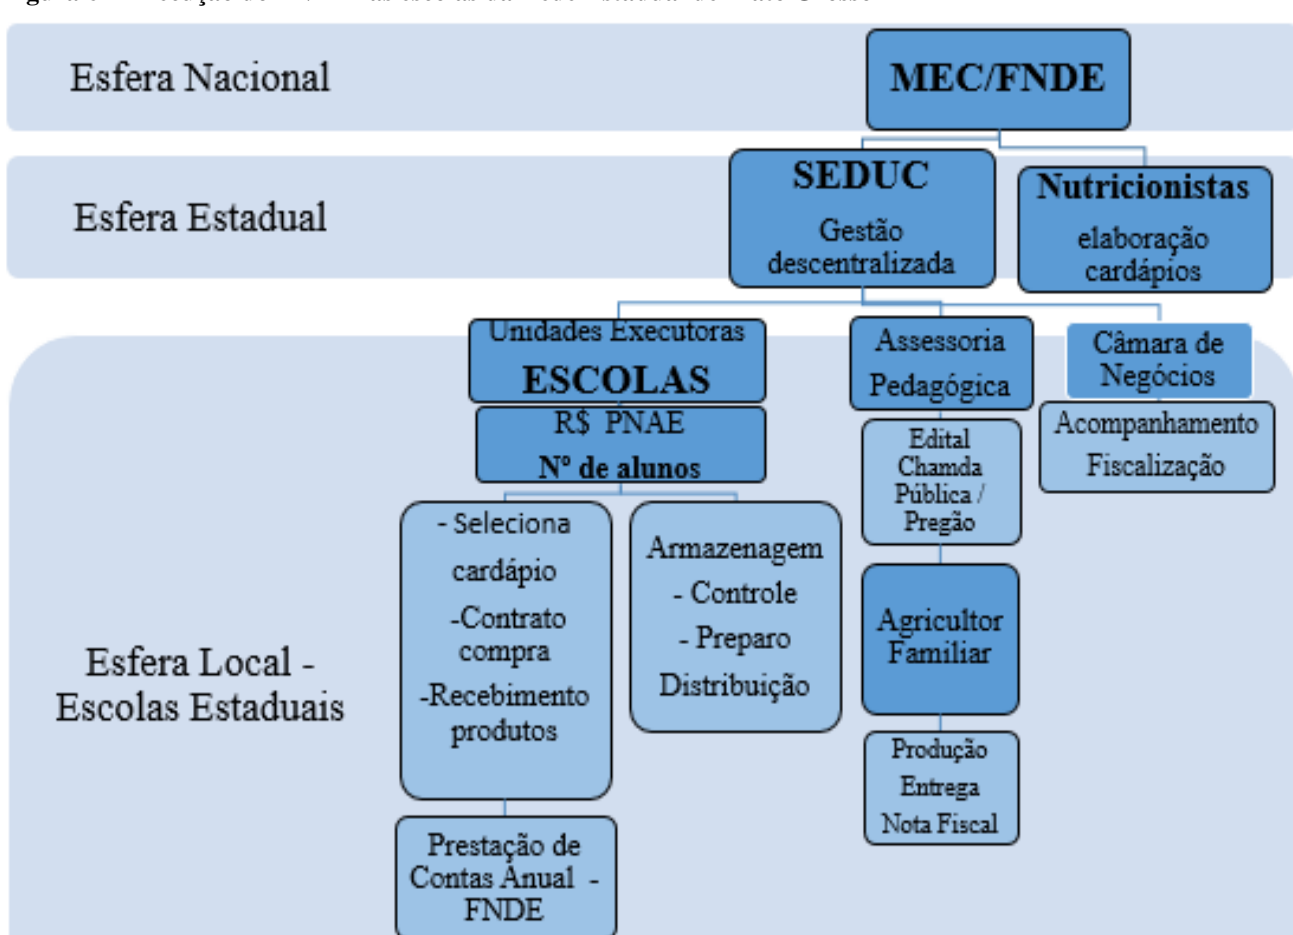 Esfera Nacional
MEC/FNDE
Esfera Estadual
SEDUC
Gestão
descentralizada
Nutricionistas
elaboração
cardápios
Unidades Executoras
ESCOLAS
R$ PNAE
Nº de alunos
- Seleciona
cardápio
-Contrato
compra
-Recebimento
produtos
Prestação de
Contas Anual -
FNDE
Armazenagem
- Controle
- Preparo
Distribuição
Assessoria
Pedagógica
Edital
Chamda
Pública /
Pregão
Agricultor
Familiar
Produção
Entrega
Nota Fiscal
Câmara de
Negócios
Acompanhamento
Fiscalização
Esfera Local -
Escolas Estaduais